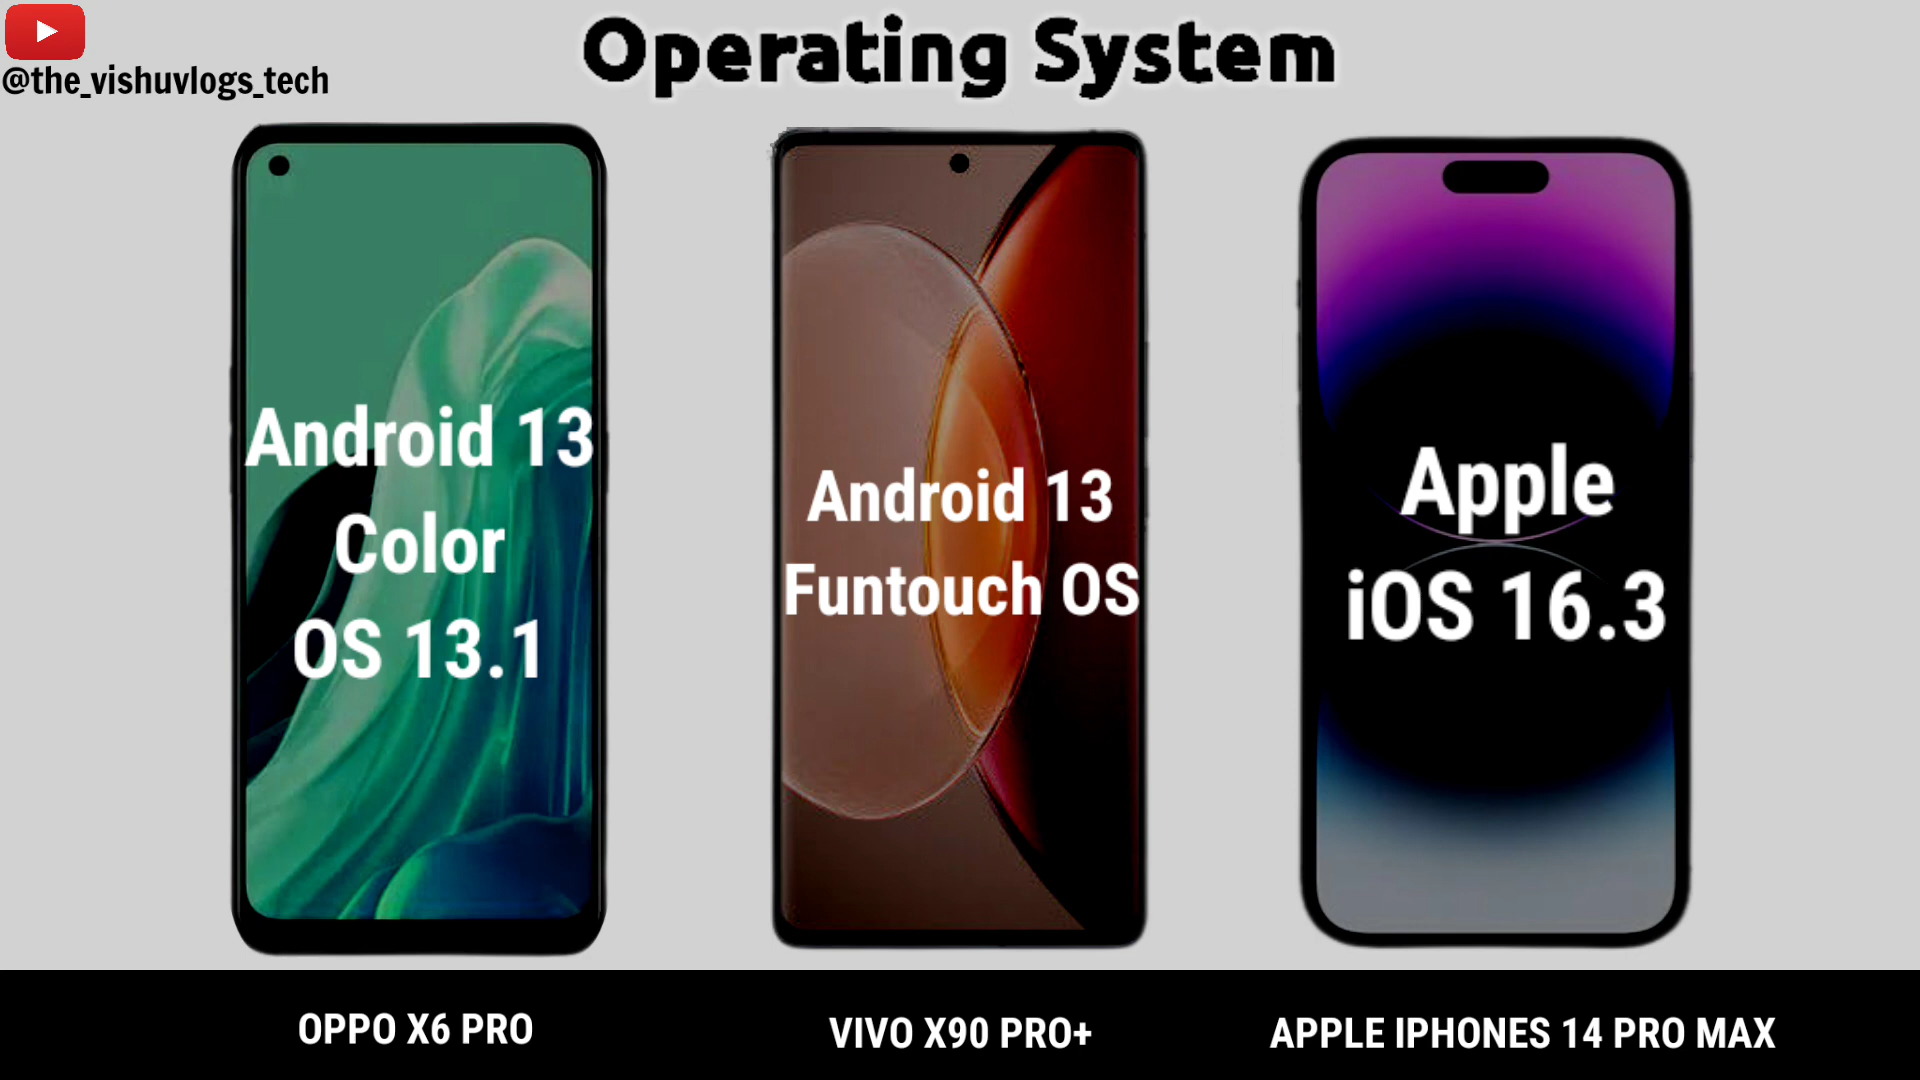 Operating System
@the_vishuvlogs_tech
Android 13
Color
OS 13.1
Android 13
Funtouch OS
Apple
iOS 16.3
OPPO X6 PRO
VIVO X90 PRO+
APPLE IPHONES 14 PRO MAX